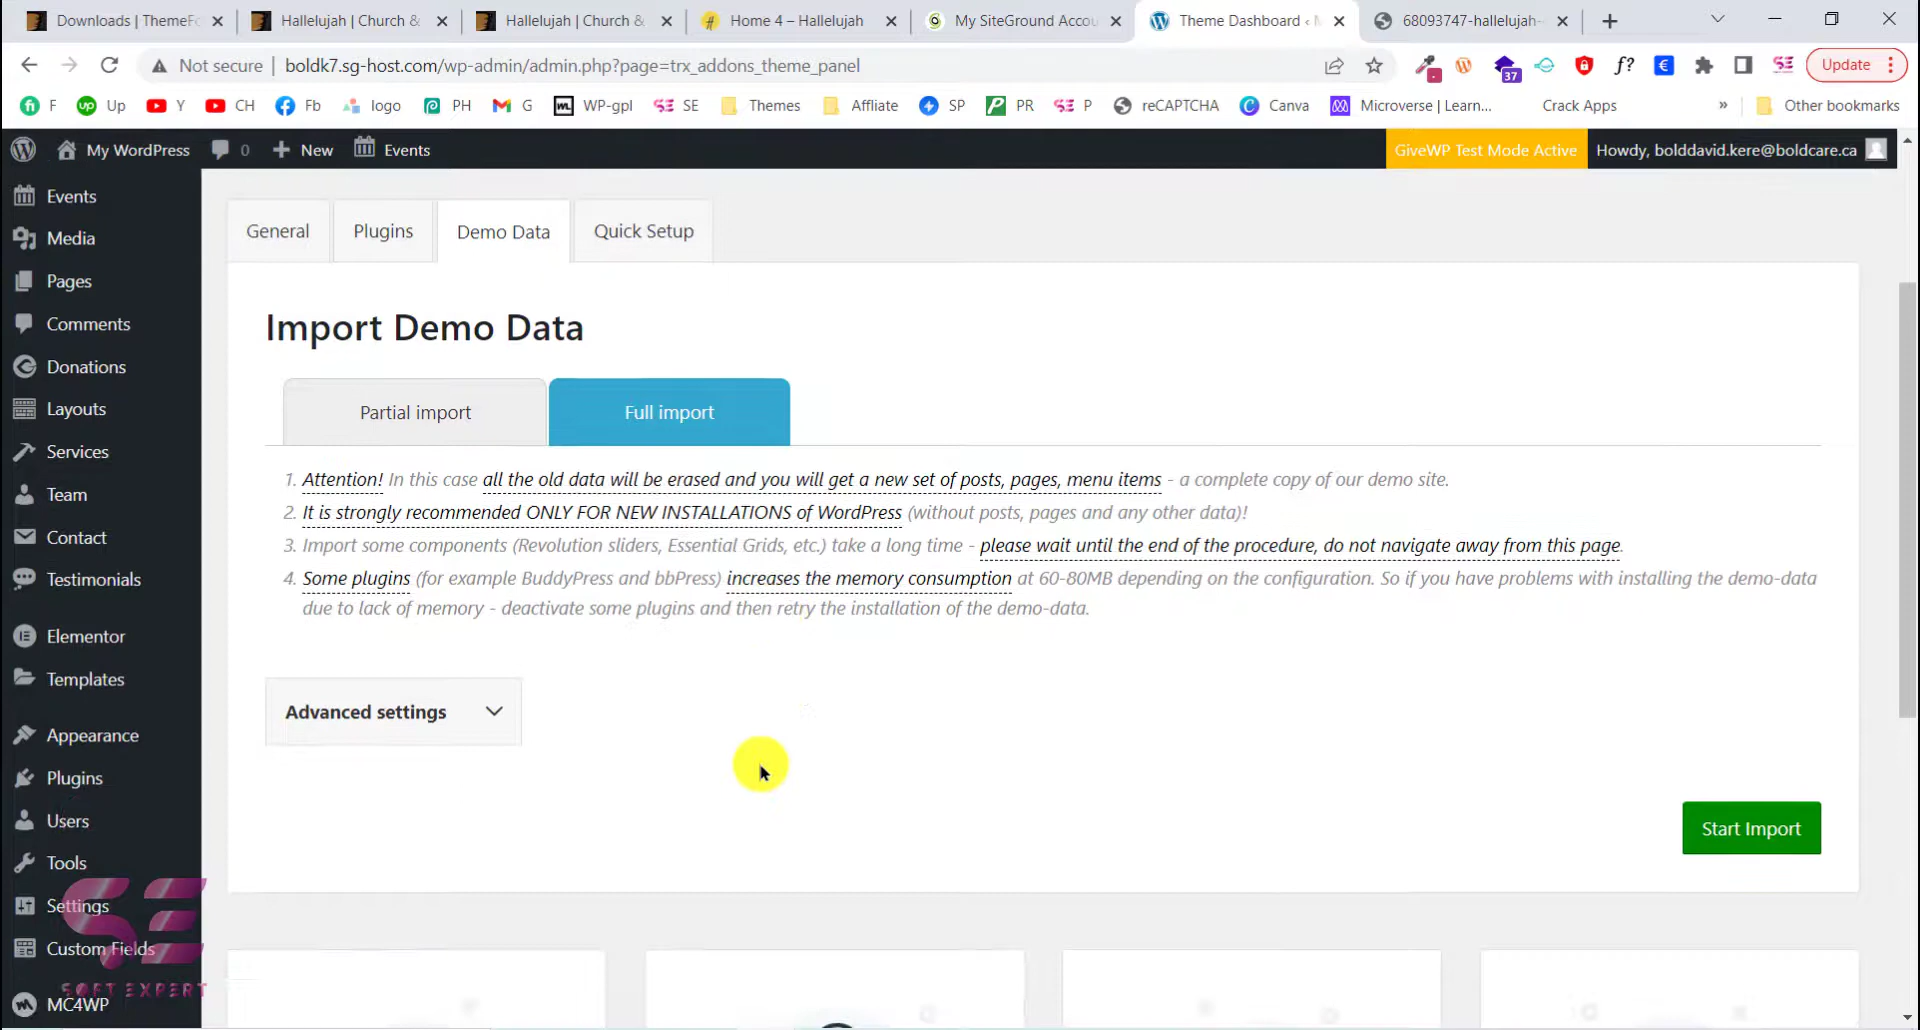 Downloads | ThemeFo
Hallelujah | Church &
Hallelujah | Church &
Home 4 – Hallelujah
My SiteGround Accou
Theme Dashboard ‹ M
68093747-hallelujah-
Not secure | boldk7.sg-host.com/wp-admin/admin.php?page=trx_addons_theme_panel
37
f?
Update
F
Up
Y
CH
Fb
logo
PH
G
WP-gpl
SE
Themes
Affliate
SP
PR
P
reCAPTCHA
Canva
Microverse | Learn...
Crack Apps
»
Other bookmarks
My WordPress
0
New
Events
GiveWP Test Mode Active
Howdy, bolddavid.kere@boldcare.ca
Events
Media
Pages
Comments
Donations
Layouts
Services
Team
Contact
Testimonials
Elementor
Templates
Appearance
Plugins
Users
Tools
Settings
Custom Fields
MC4WP
SOFT EXPERT
General
Plugins
Demo Data
Quick Setup
Import Demo Data
Partial import
Full import
1. Attention! In this case all the old data will be erased and you will get a new set of posts, pages, menu items - a complete copy of our demo site.
2. It is strongly recommended ONLY FOR NEW INSTALLATIONS of WordPress (without posts, pages and any other data)!
3. Import some components (Revolution sliders, Essential Grids, etc.) take a long time - please wait until the end of the procedure, do not navigate away from this page.
4. Some plugins (for example BuddyPress and bbPress) increases the memory consumption at 60-80MB depending on the configuration. So if you have problems with installing the demo-data
due to lack of memory - deactivate some plugins and then retry the installation of the demo-data.
Advanced settings
Start Import